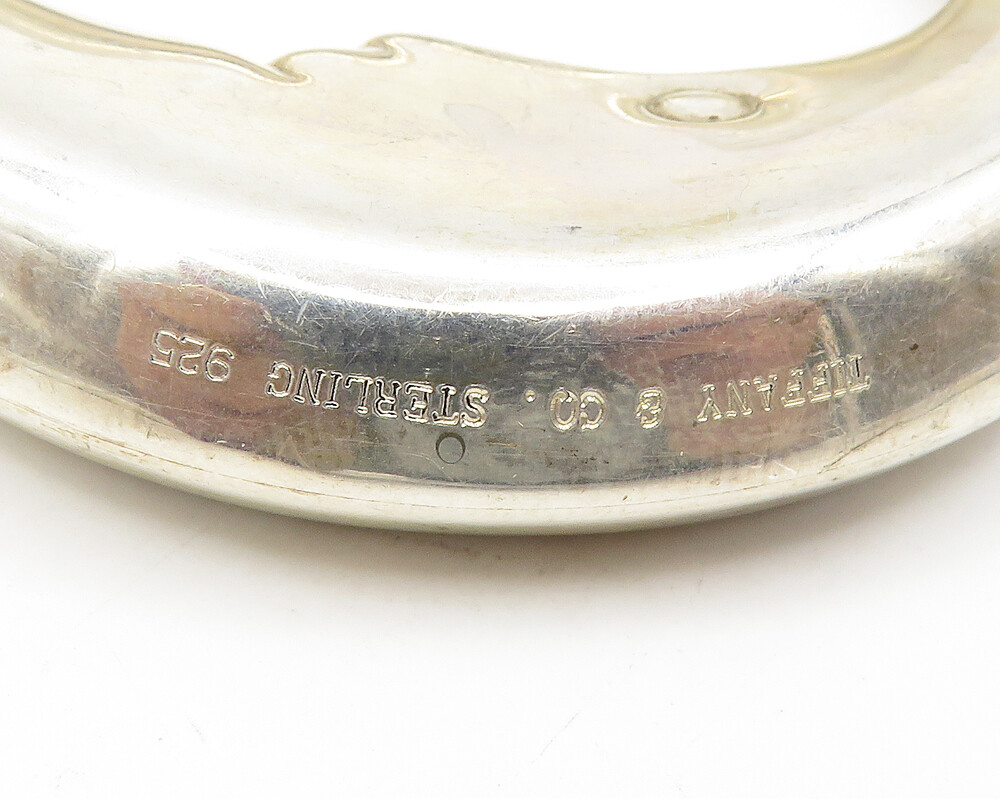 TIFFANY & CO. STERLING 925